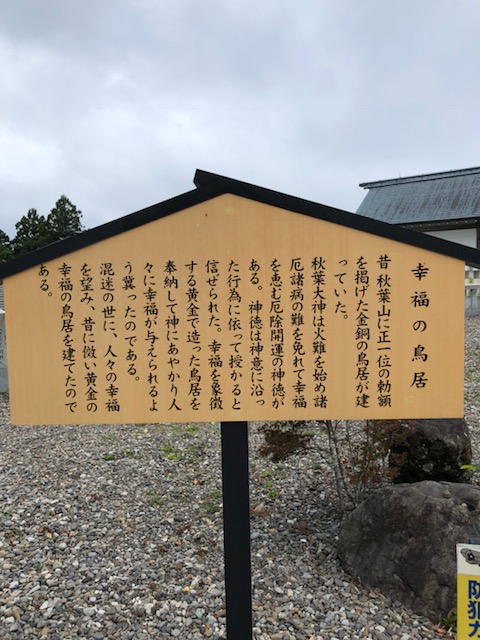 幸福の鳥居
昔秋葉山に正一位の勅額
を掲げた金銅の鳥居が建
っていた。
秋葉大神は火難を始め諸
厄諸病の難を免れて幸福
を恵む厄除開運の神徳が
ある。神徳は神意に沿っ
た行為に依って授かると
信ぜられた。幸福を象徴
する黄金で造った鳥居を
奉納して神にあやかり人
々に幸福が与えられるよ
う冀ったのである。
混迷の世に、人々の幸福
を望み、昔に倣い黄金の
幸福の鳥居を建てたので
ある。
防犯カ